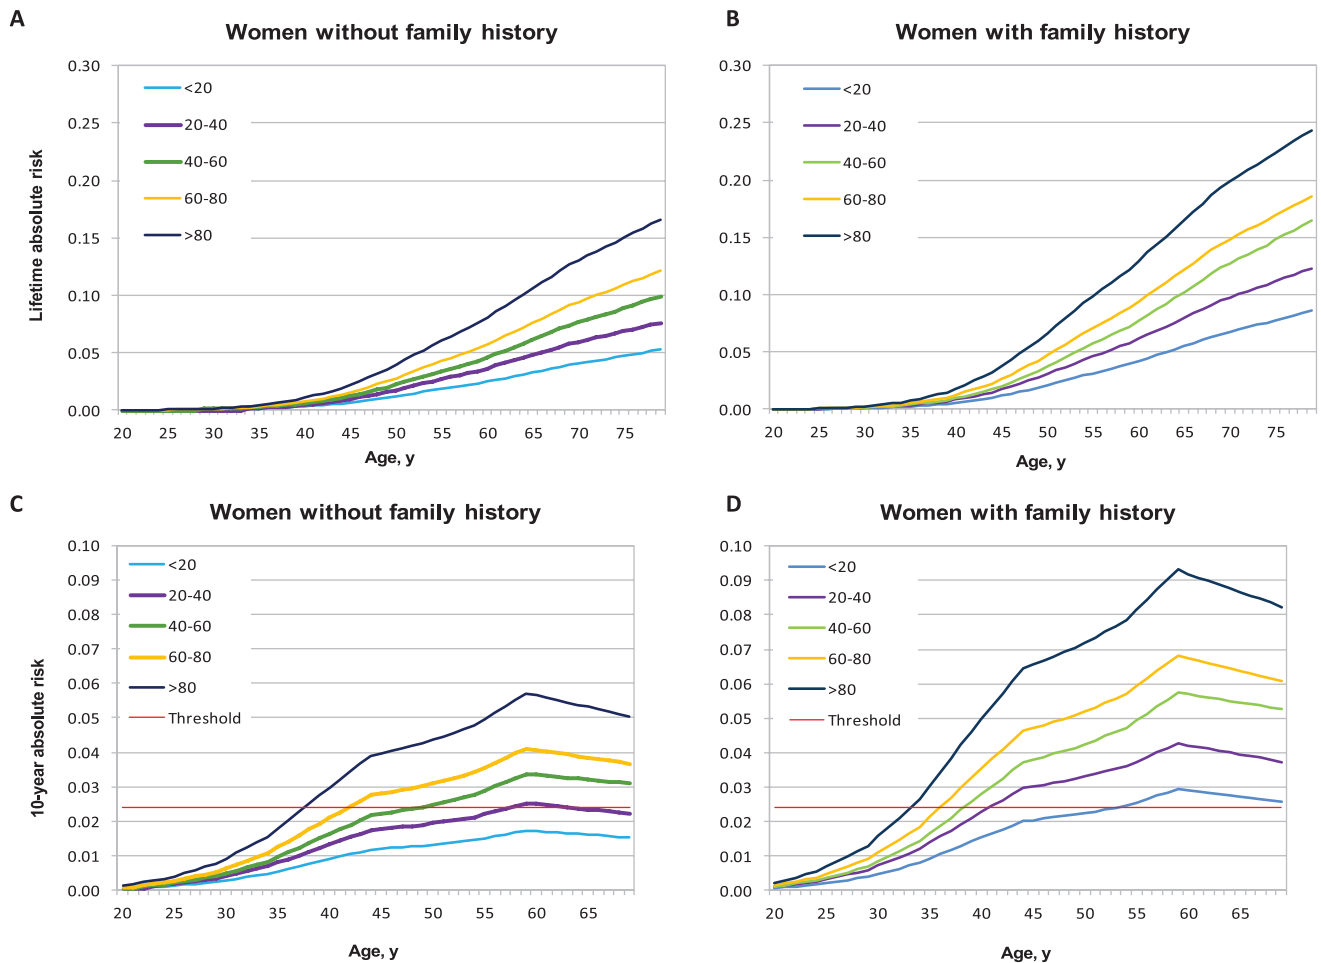 A
Women without family history
Lifetime absolute risk
0.30
0.25
0.20
0.15
0.10
0.05
0.00
<20
20-40
40-60
60-80
>80
20 25 30 35 40 45 50 55 60 65 70 75
Age, y
B
Women with family history
0.30
0.25
0.20
0.15
0.10
0.05
0.00
<20
20-40
40-60
60-80
>80
20 25 30 35 40 45 50 55 60 65 70 75
Age, y
C
Women without family history
10-year absolute risk
0.10
0.09
0.08
0.07
0.06
0.05
0.04
0.03
0.02
0.01
0.00
<20
20-40
40-60
60-80
>80
Threshold
20 25 30 35 40 45 50 55 60 65
Age, y
D
Women with family history
0.10
0.09
0.08
0.07
0.06
0.05
0.04
0.03
0.02
0.01
0.00
<20
20-40
40-60
60-80
>80
Threshold
20 25 30 35 40 45 50 55 60 65
Age, y